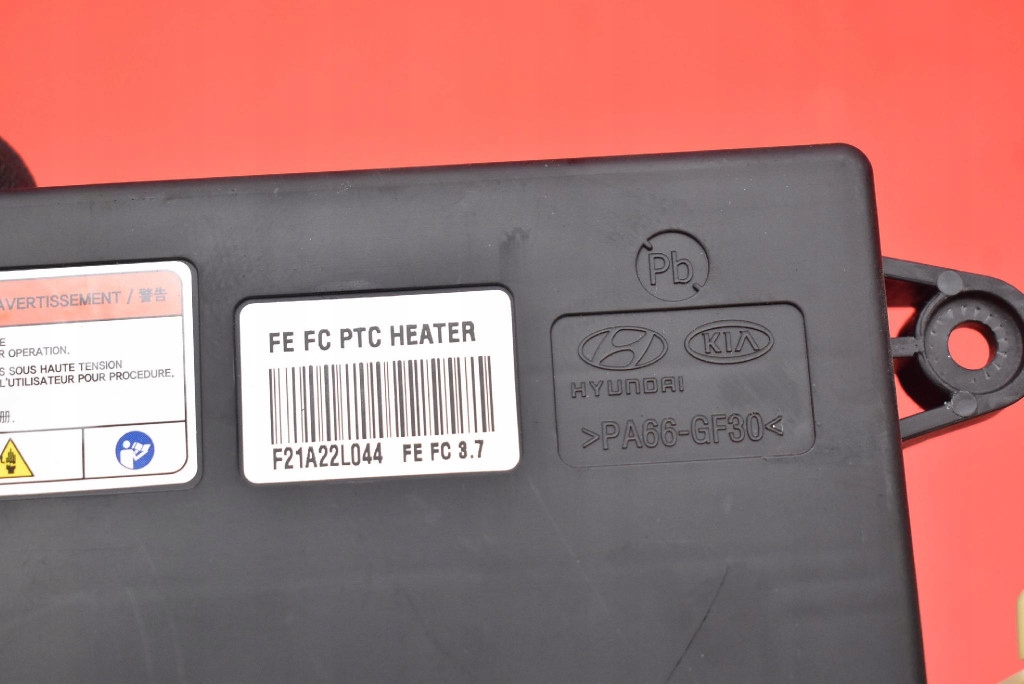 AVERTISSEMENT / 警告
E
R OPERATION.
S SOUS HAUTE TENSION
L'UTILISATEUR POUR PROCEDURE.
册.
FE FC PTC HEATER
F21A22L044 FE FC 3.7
Pb
HYUNDAI KIA
>PA66-GF30<